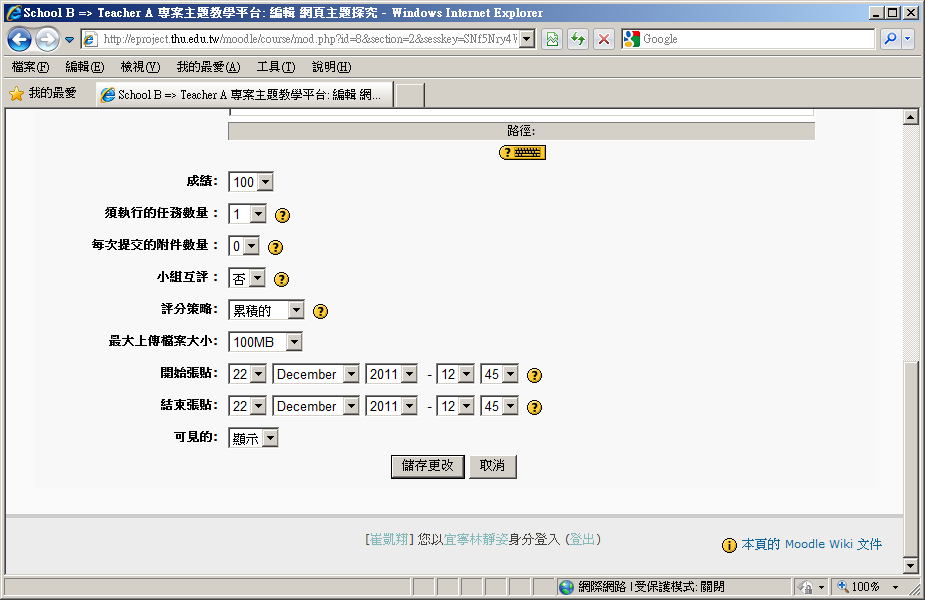 School B => Teacher A 專案主題教學平台: 編輯 網頁主題探究 - Windows Internet Explorer
http://eproject.thu.edu.tw/moodle/course/mod.php?id=8&section=2&sesskey=SNf5Nry4W
Google
檔案(F) 編輯(E) 檢視(V) 我的最愛(A) 工具(T) 說明(H)
我的最愛 School B => Teacher A 專案主題教學平台: 編輯 網...
路徑:
?
成績: 100
須執行的任務數量 : 1 ?
每次提交的附件數量 : 0 ?
小組互評 : 否 ?
評分策略: 累積的 ?
最大上傳檔案大小: 100MB
開始張貼: 22 December 2011 - 12 45 ?
結束張貼: 22 December 2011 - 12 45 ?
可見的: 顯示
儲存更改 取消
[崔凱翔] 您以宜寧林靜姿身分登入 (登出)
本頁的 Moodle Wiki 文件
網際網路 | 受保護模式: 關閉 100%